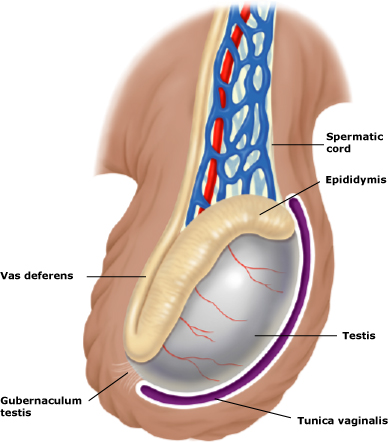 Spermatic
cord
Epididymis
Vas deferens
Testis
Gubernaculum
testis
Tunica vaginalis